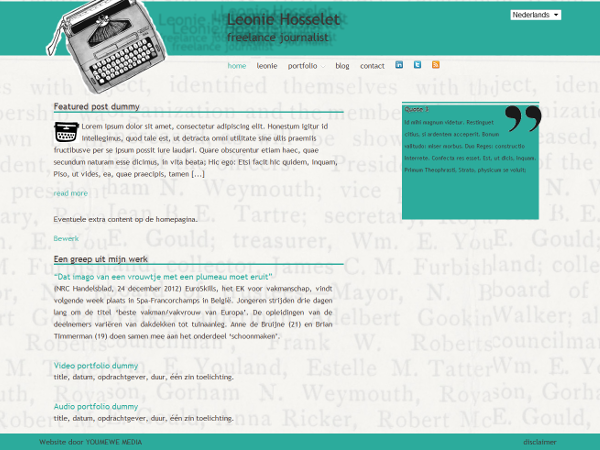 Leonie Hosselet
freelance journalist
Nederlands
home leonie portfolio blog contact
Featured post dummy
Lorem ipsum dolor sit amet, consectetur adipiscing elit. Honestum igitur id
intellegimus, quod tale est, ut detracta omni utilitate sine ullis praemiis
fructibusve per se ipsum possit iure laudari. Quare obscurentur etiam haec, quae
secundum naturam esse dicimus, in vita beata; Hic ego: Etsi facit hic quidem, inquam,
Piso, ut vides, ea, quae praecipis, tamen [...]
read more
Eventuele extra content op de homepagina.
Bewerk
Quote 1
Id mihi magnum videtur. Rectinquet
citius, si ardentem acceperit. Bonum
valitudo: miser morbus. Duo Reges: constructio
interrete. Confecta res esset. Est, ut dicis, inquam.
Primum Theophrasti, Strato, physicum se voluit;
Een greep uit mijn werk
“Dat imago van een vrouwtje met een plumeau moet eruit”
(NRC Handelsblad, 24 december 2012) EuroSkills, het EK voor vakmanschap, vindt
volgende week plaats in Spa-Francorchamps in België. Jongeren strijden drie dagen
lang om de titel ‘beste vakman/vakvrouw van Europa’. De opleidingen van de
deelnemers variëren van dakdekken tot tuinaanleg. Anne de Bruijne (21) en Brian
Timmerman (19) doen samen mee aan het onderdeel ‘schoonmaken’.
Video portfolio dummy
title, datum, opdrachtgever, duur, één zin toelichting.
Audio portfolio dummy
title, datum, opdrachtgever, duur, één zin toelichting.
Website door YOUMEWE MEDIA
disclaimer